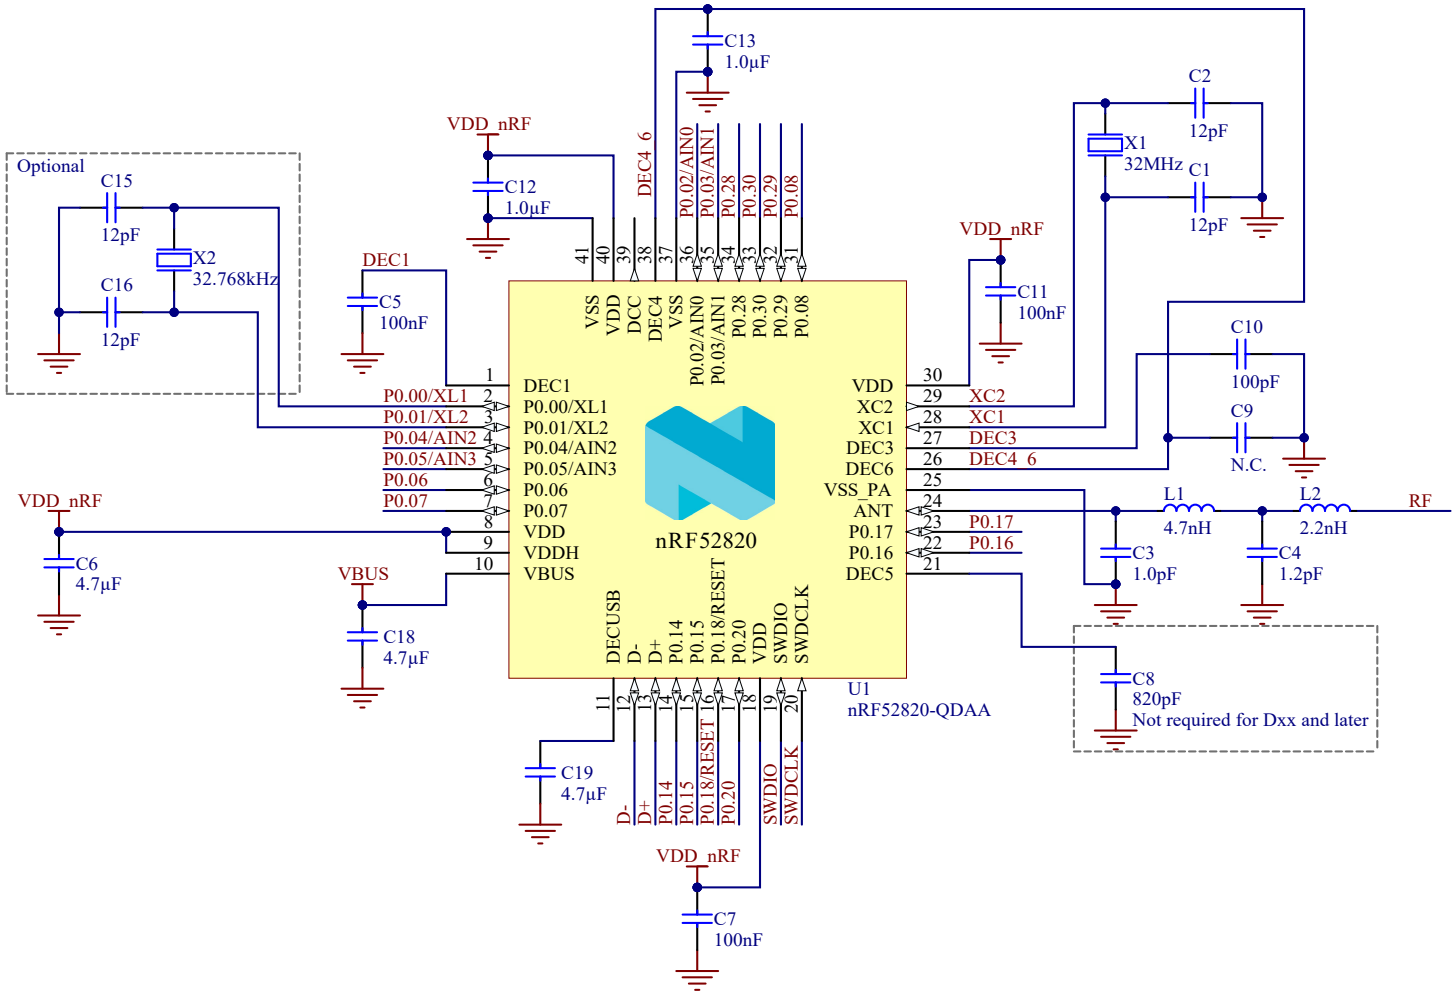 C13
1.0µF
VDD_nRF
C12
1.0µF
DEC4_6
P0.02/AIN0
P0.03/AIN1
P0.28
P0.30
P0.29
P0.08
C2
12pF
X1
32MHz
C1
12pF
Optional
C15
12pF
X2
32.768kHz
C16
12pF
DEC1
C5
100nF
VDD_nRF
C11
100nF
41
40
39
38
37
36
35
34
33
32
31
VSS
VDD
DCC
DEC4
VSS
P0.02/AIN0
P0.03/AIN1
P0.28
P0.30
P0.29
P0.08
C10
100pF
C9
N.C.
1 DEC1
P0.00/XL1 2 P0.00/XL1
P0.01/XL2 3 P0.01/XL2
P0.04/AIN2 4 P0.04/AIN2
P0.05/AIN3 5 P0.05/AIN3
P0.06 6 P0.06
P0.07 7 P0.07
8 VDD
9 VDDH
10 VBUS
VDD 30
XC2 29 XC2
XC1 28 XC1
DEC3 27 DEC3
DEC6 26 DEC4_6
VSS_PA 25
ANT 24
P0.17 23 P0.17
P0.16 22 P0.16
DEC5 21
nRF52820
VDD_nRF
C6
4.7µF
VBUS
C18
4.7µF
L1
4.7nH
L2
2.2nH
RF
C3
1.0pF
C4
1.2pF
DECUSB
D-
D+
P0.14
P0.15
P0.18/RESET
P0.20
VDD
SWDIO
SWDCLK
11
12
13
14
15
16
17
18
19
20
U1
nRF52820-QDAA
C8
820pF
Not required for Dxx and later
C19
4.7µF
D-
D+
P0.14
P0.15
P0.18/RESET
P0.20
SWDIO
SWDCLK
VDD_nRF
C7
100nF